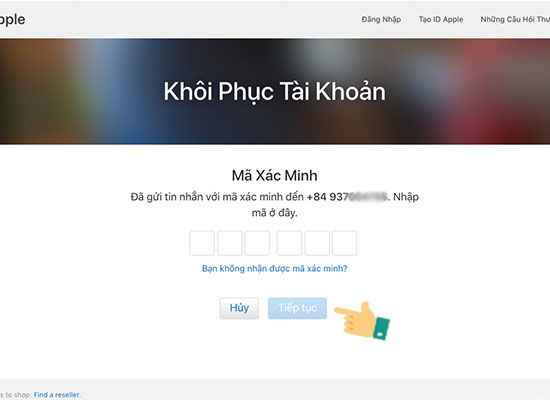 pple
Đăng Nhập Tạo ID Apple Những Câu Hỏi Thư
Khôi Phục Tài Khoản
Mã Xác Minh
Đã gửi tin nhắn với mã xác minh đến +84 937. Nhập
mã ở đây.
Bạn không nhận được mã xác minh?
Hủy Tiếp tục
s to shop: Find a reseller.